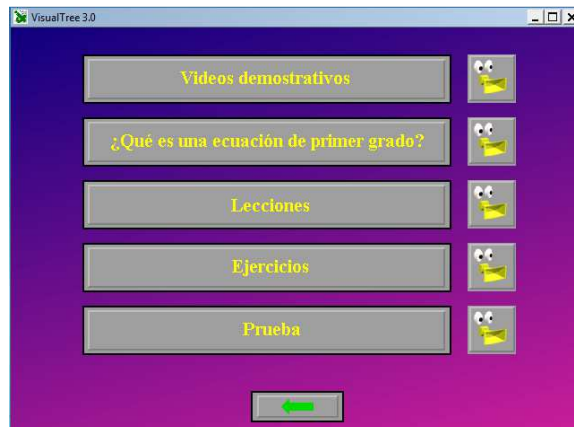 VisualTree 3.0
Videos demostrativos
¿Qué es una ecuación de primer grado?
Lecciones
Ejercicios
Prueba